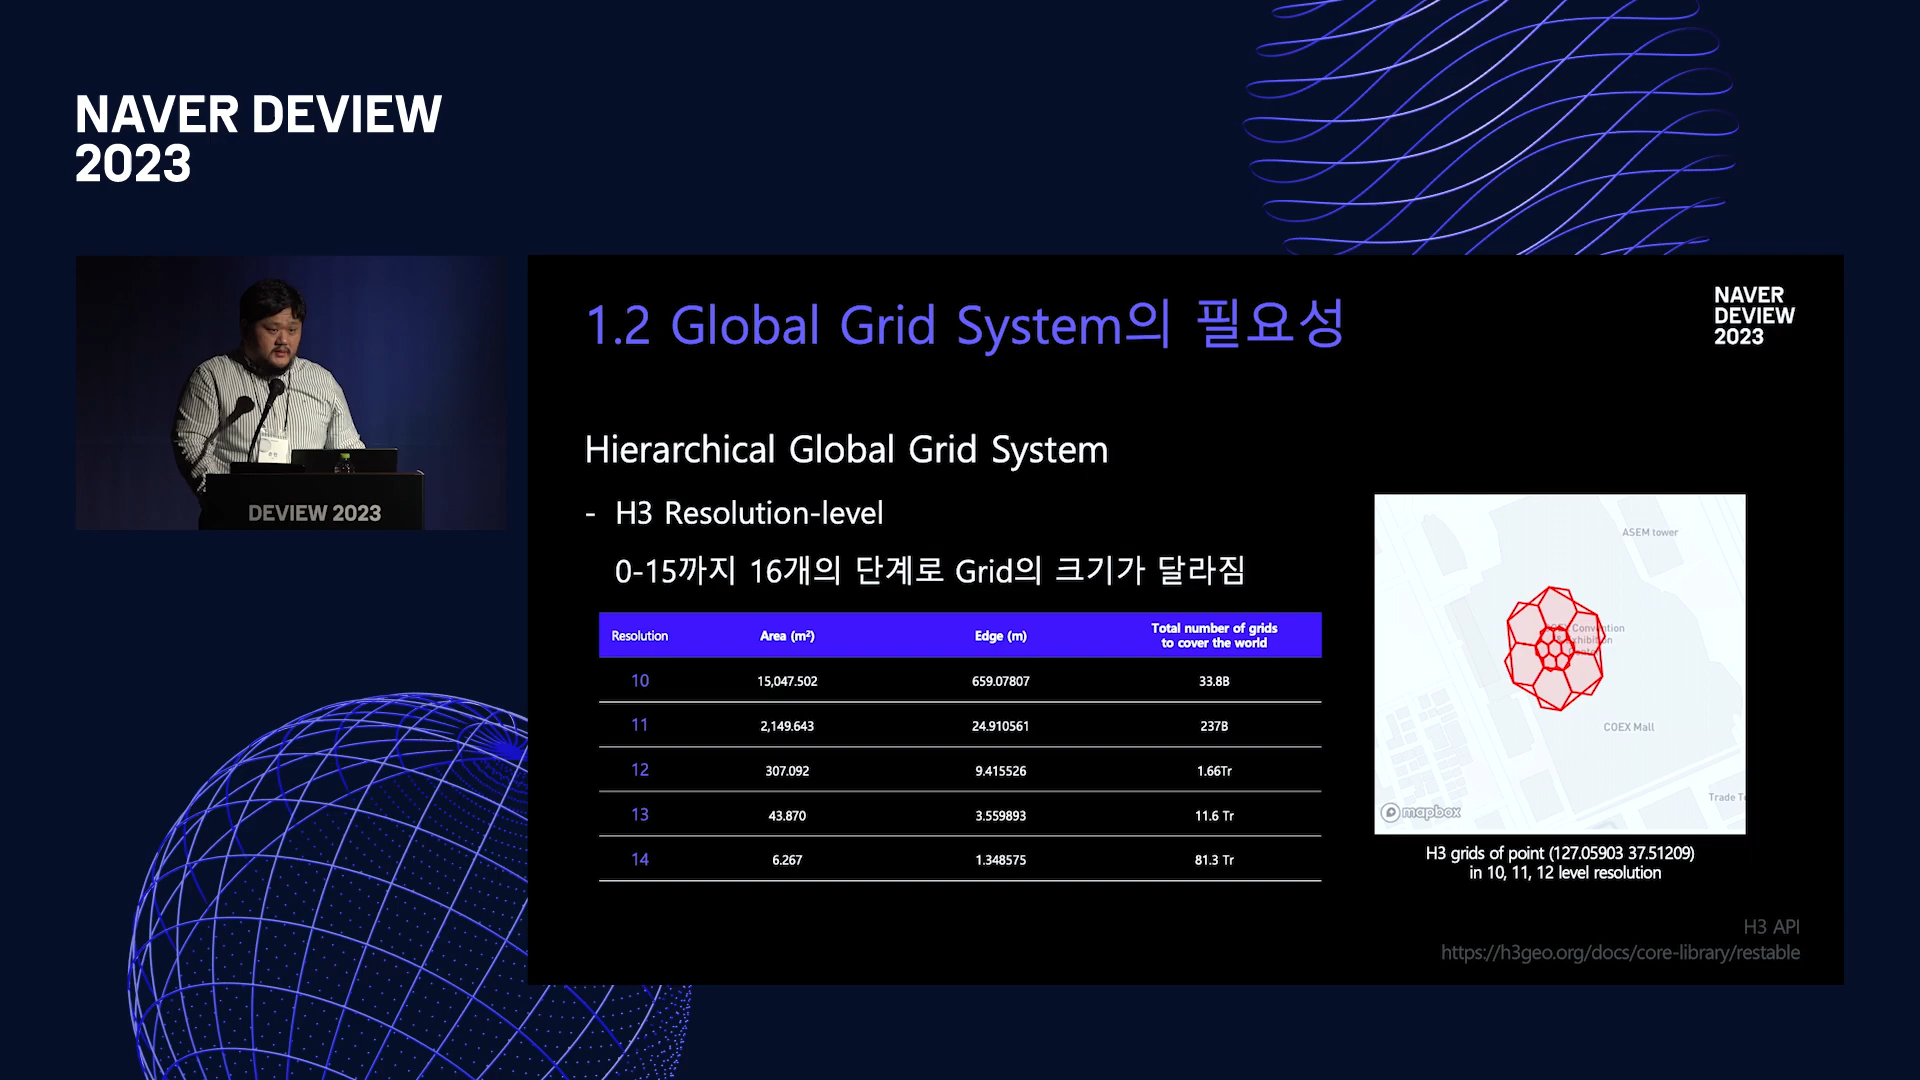 NAVER DEVIEW
2023
DEVIEW 2023
1.2 Global Grid System의 필요성
NAVER
DEVIEW
2023
Hierarchical Global Grid System
- H3 Resolution-level
0-15까지 16개의 단계로 Grid의 크기가 달라짐
Resolution Area (m²) Edge (m) Total number of grids
to cover the world
10 15,047.502 659.07807 33.8B
11 2,149.643 24.910561 237B
12 307.092 9.415526 1.66Tr
13 43.870 3.559893 11.6 Tr
14 6.267 1.348575 81.3 Tr
ASEM tower
COEX Mall
Trade
mapbox
H3 grids of point (127.05903 37.51209)
in 10, 11, 12 level resolution
H3 API
https://h3geo.org/docs/core-library/restable